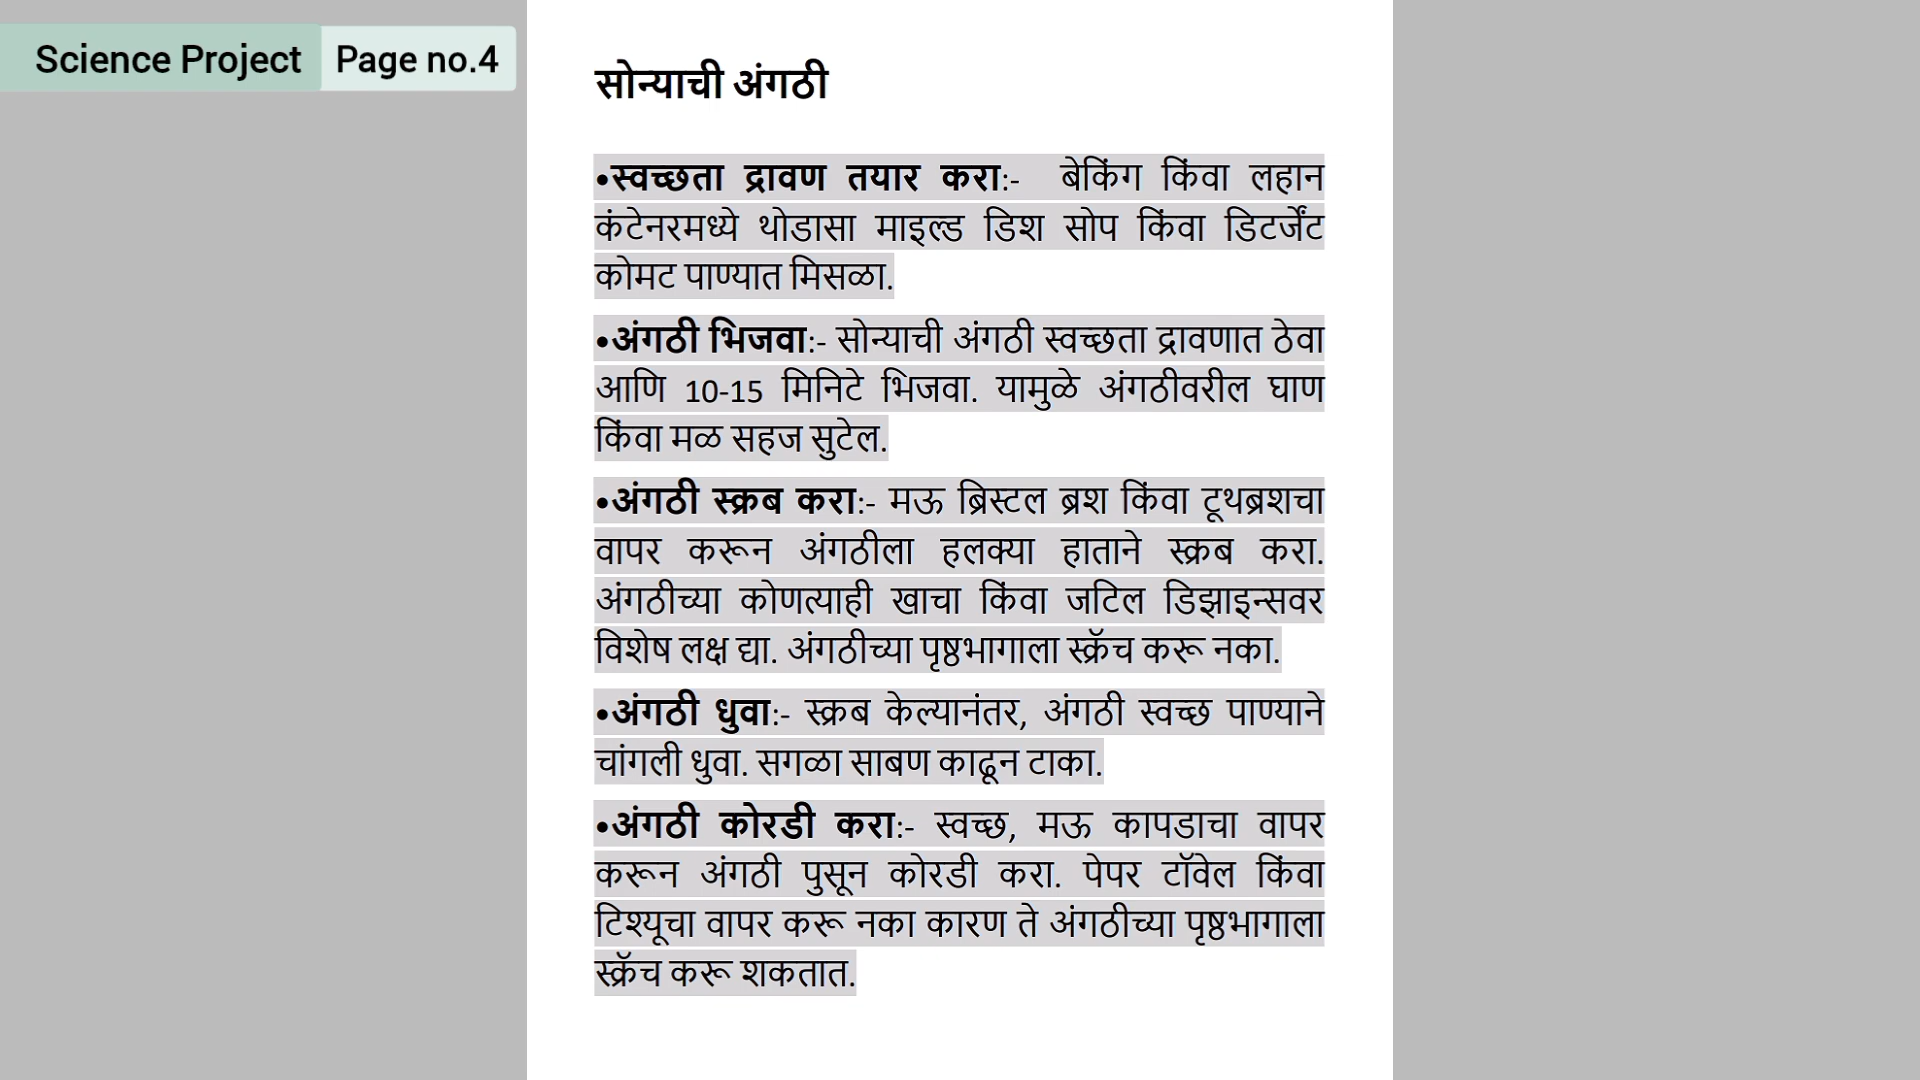 Science Project Page no.4
सोन्याची अंगठी
•स्वच्छता द्रावण तयार करा:- बेकिंग किंवा लहान
कंटेनरमध्ये थोडासा माइल्ड डिश सोप किंवा डिटर्जेंट
कोमट पाण्यात मिसळा.
•अंगठी भिजवा:- सोन्याची अंगठी स्वच्छता द्रावणात ठेवा
आणि 10-15 मिनिटे भिजवा. यामुळे अंगठीवरील घाण
किंवा मळ सहज सुटेल.
•अंगठी स्क्रब करा:- मऊ ब्रिस्टल ब्रश किंवा टूथब्रशचा
वापर करून अंगठीला हलक्या हाताने स्क्रब करा.
अंगठीच्या कोणत्याही खाचा किंवा जटिल डिझाइन्सवर
विशेष लक्ष द्या. अंगठीच्या पृष्ठभागाला स्क्रॅच करू नका.
•अंगठी धुवा:- स्क्रब केल्यानंतर, अंगठी स्वच्छ पाण्याने
चांगली धुवा. सगळा साबण काढून टाका.
•अंगठी कोरडी करा:- स्वच्छ, मऊ कापडाचा वापर
करून अंगठी पुसून कोरडी करा. पेपर टॉवेल किंवा
टिश्यूचा वापर करू नका कारण ते अंगठीच्या पृष्ठभागाला
स्क्रॅच करू शकतात.